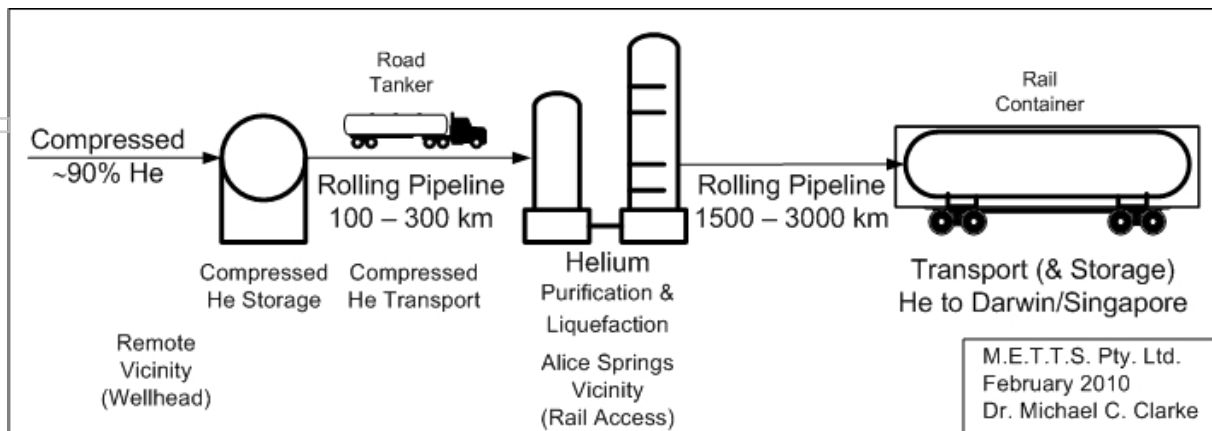 Compressed
~90% He
Road
Tanker
Rolling Pipeline
100 – 300 km
Rolling Pipeline
1500 – 3000 km
Rail
Container
Compressed
He Storage
Compressed
He Transport
Helium
Purification &
Liquefaction
Transport (& Storage)
He to Darwin/Singapore
Remote
Vicinity
(Wellhead)
Alice Springs
Vicinity
(Rail Access)
M.E.T.T.S. Pty. Ltd.
February 2010
Dr. Michael C. Clarke